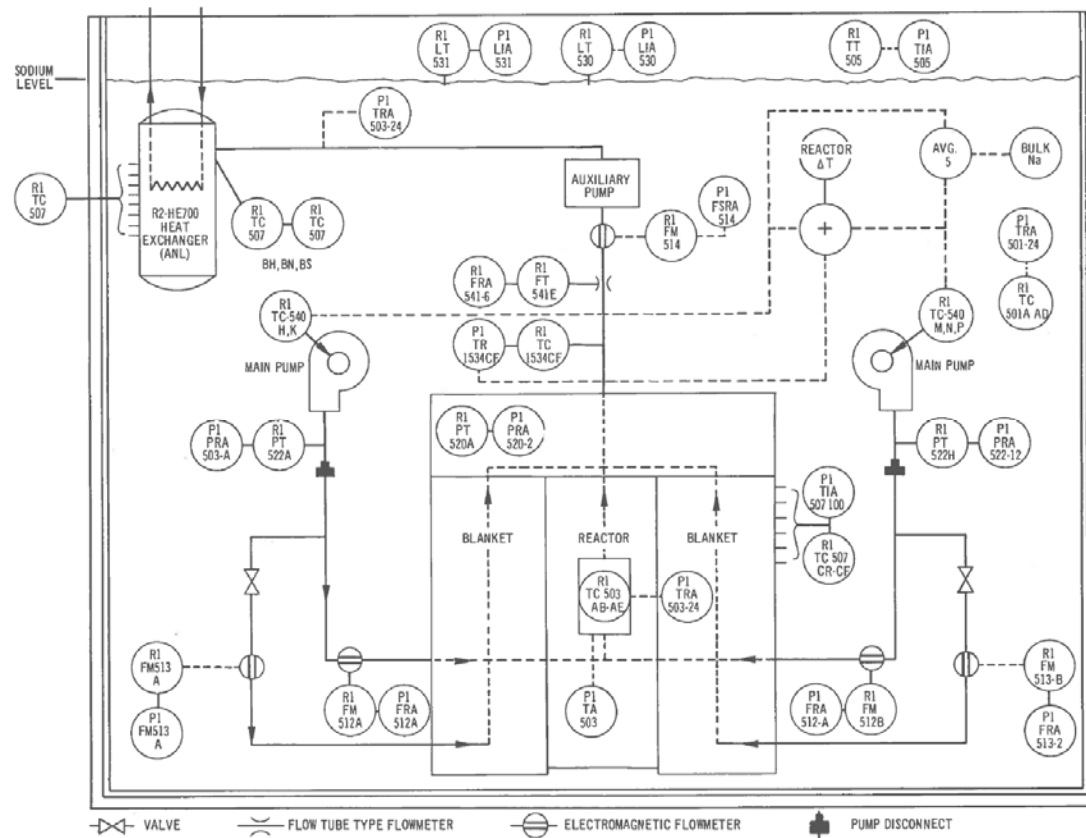 R1
LT
531
P1
LIA
531
R1
LT
530
P1
LIA
530
R1
TT
505
P1
TIA
505
SODIUM
LEVEL
P1
TRA
503-24
REACTOR
Δ T
AVG.
5
BULK
Na
AUXILIARY
PUMP
R1
TC
507
R2-HE700
HEAT
EXCHANGER
(ANL)
R1
TC
507
R1
TC
507
BH, BN, BS
R1
FM
514
P1
FSRA
514
+
P1
TRA
501-24
R1
TC
501A AD
R1
FRA
541-6
R1
FT
541E
R1
TC-540
H,K
P1
TR
1534CF
R1
TC
1534CF
R1
TC-540
M,N,P
MAIN PUMP
MAIN PUMP
P1
PRA
503-A
R1
PT
522A
R1
PT
520A
P1
PRA
520-2
R1
PT
522H
P1
PRA
522-12
P1
TIA
507 100
R1
TC 507
CR-CF
BLANKET
REACTOR
BLANKET
R1
TC 503
AB-AE
P1
TRA
503-24
R1
FM513
A
P1
FM513
A
R1
FM
512A
P1
FRA
512A
P1
TA
503
P1
FRA
512-A
R1
FM
512B
R1
FM
513-B
P1
FRA
513-2
VALVE
FLOW TUBE TYPE FLOWMETER
ELECTROMAGNETIC FLOWMETER
PUMP DISCONNECT